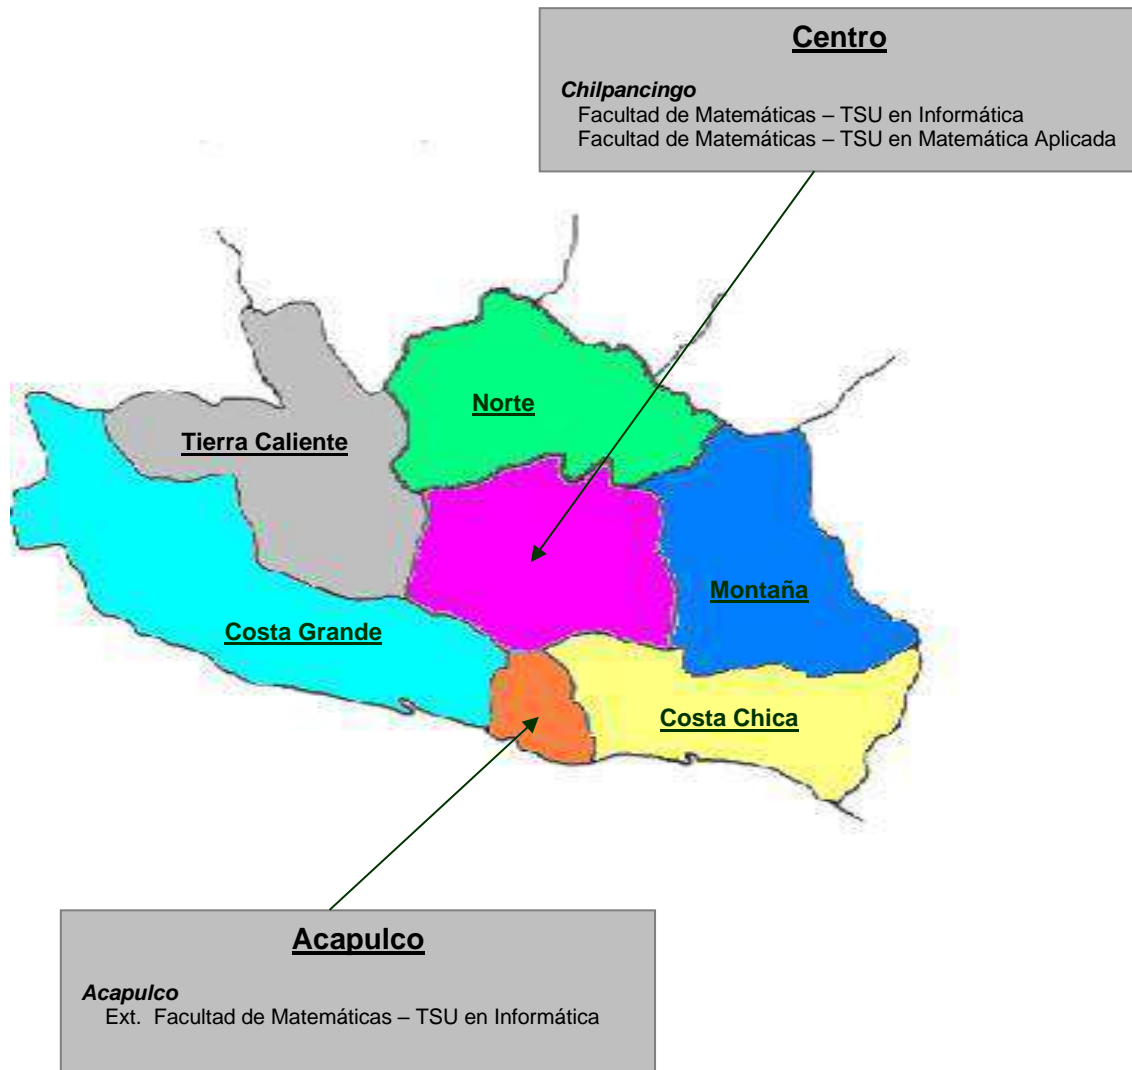 Centro
Chilpancingo
Facultad de Matemáticas – TSU en Informática
Facultad de Matemáticas – TSU en Matemática Aplicada
Norte
Tierra Caliente
Montaña
Costa Grande
Costa Chica
Acapulco
Acapulco
Ext. Facultad de Matemáticas – TSU en Informática